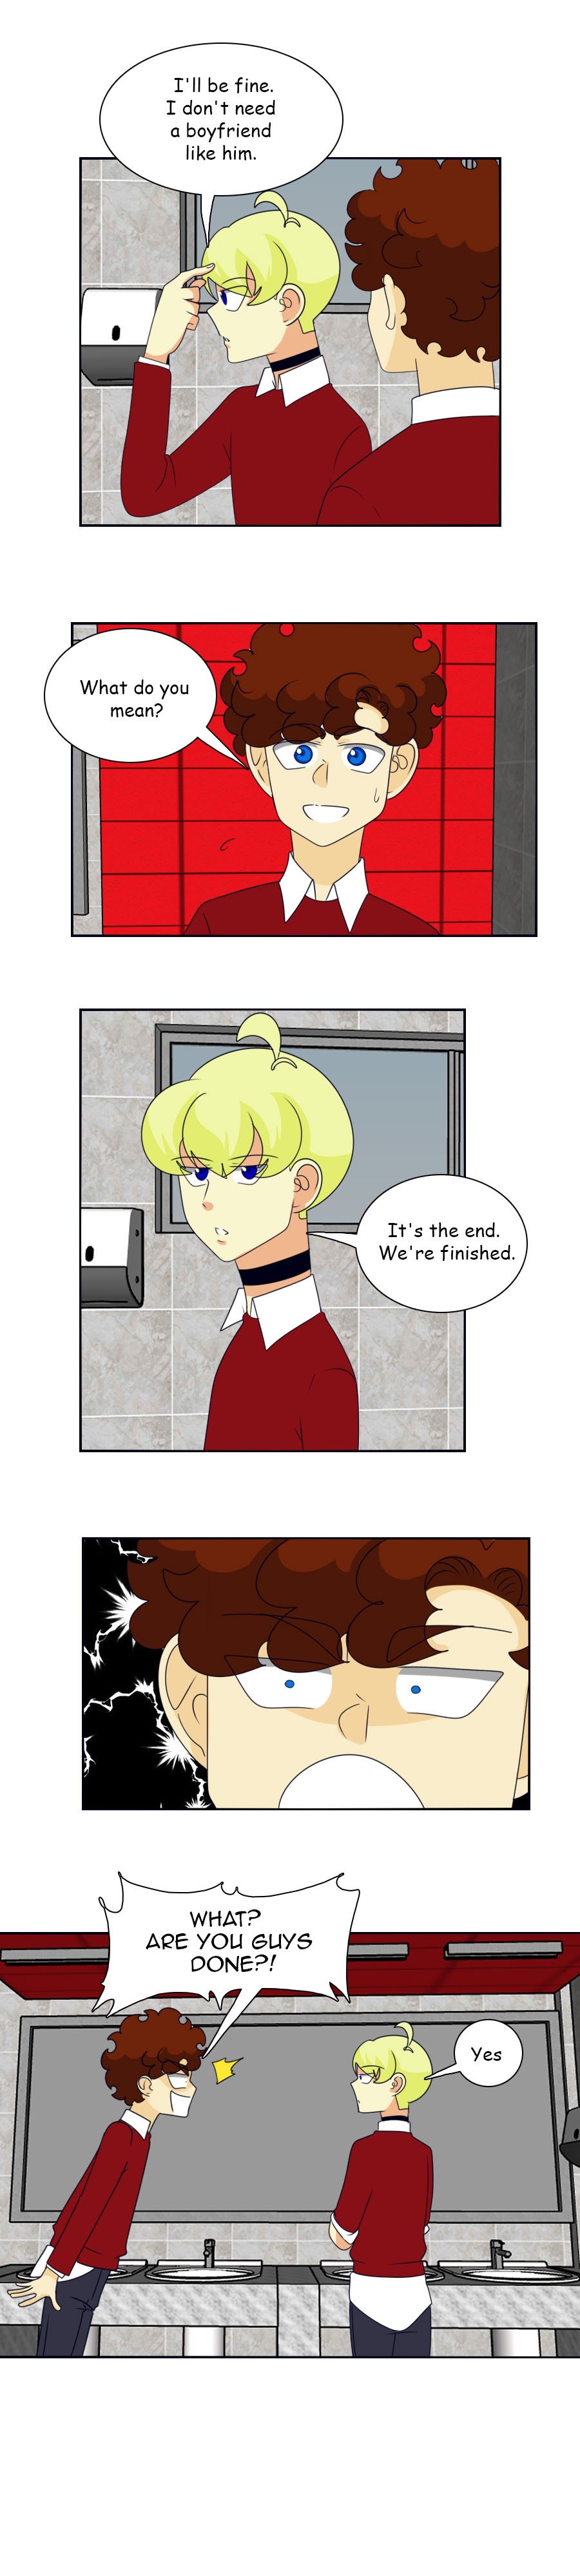 I'll be fine.
I don't need
a boyfriend
like him.
What do you
mean?
It's the end.
We're finished.
WHAT?
ARE YOU GUYS
DONE?!
Yes